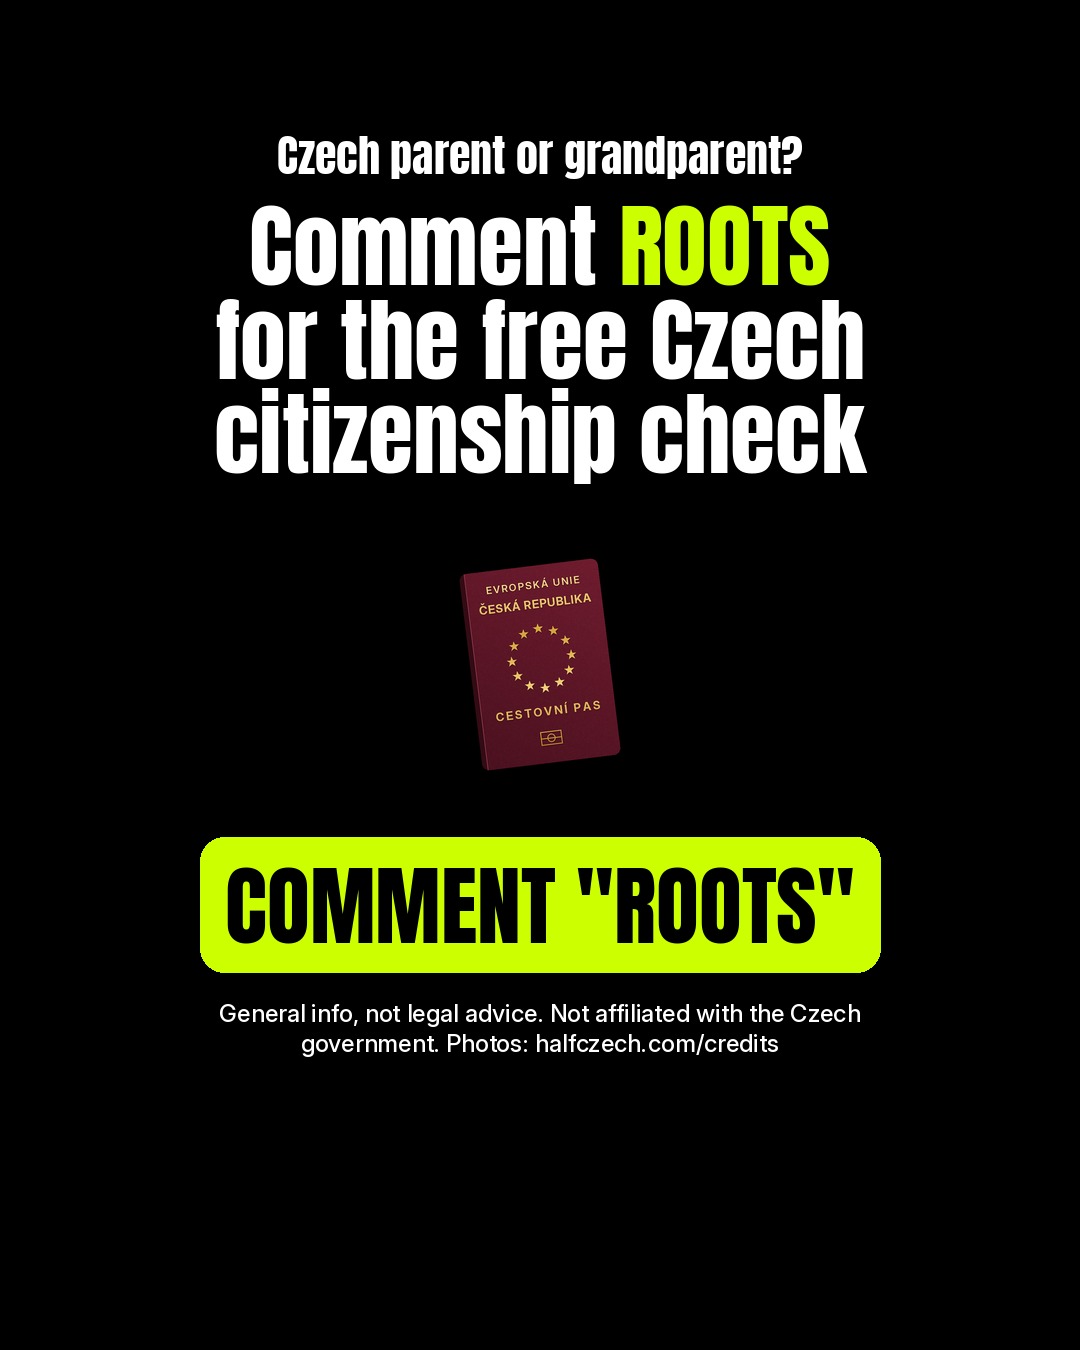 Czech parent or grandparent?
Comment ROOTS
for the free Czech
citizenship check
EVROPSKÁ UNIE
ČESKÁ REPUBLIKA
CESTOVNÍ PAS
COMMENT "ROOTS"
General info, not legal advice. Not affiliated with the Czech
government. Photos: halfczech.com/credits